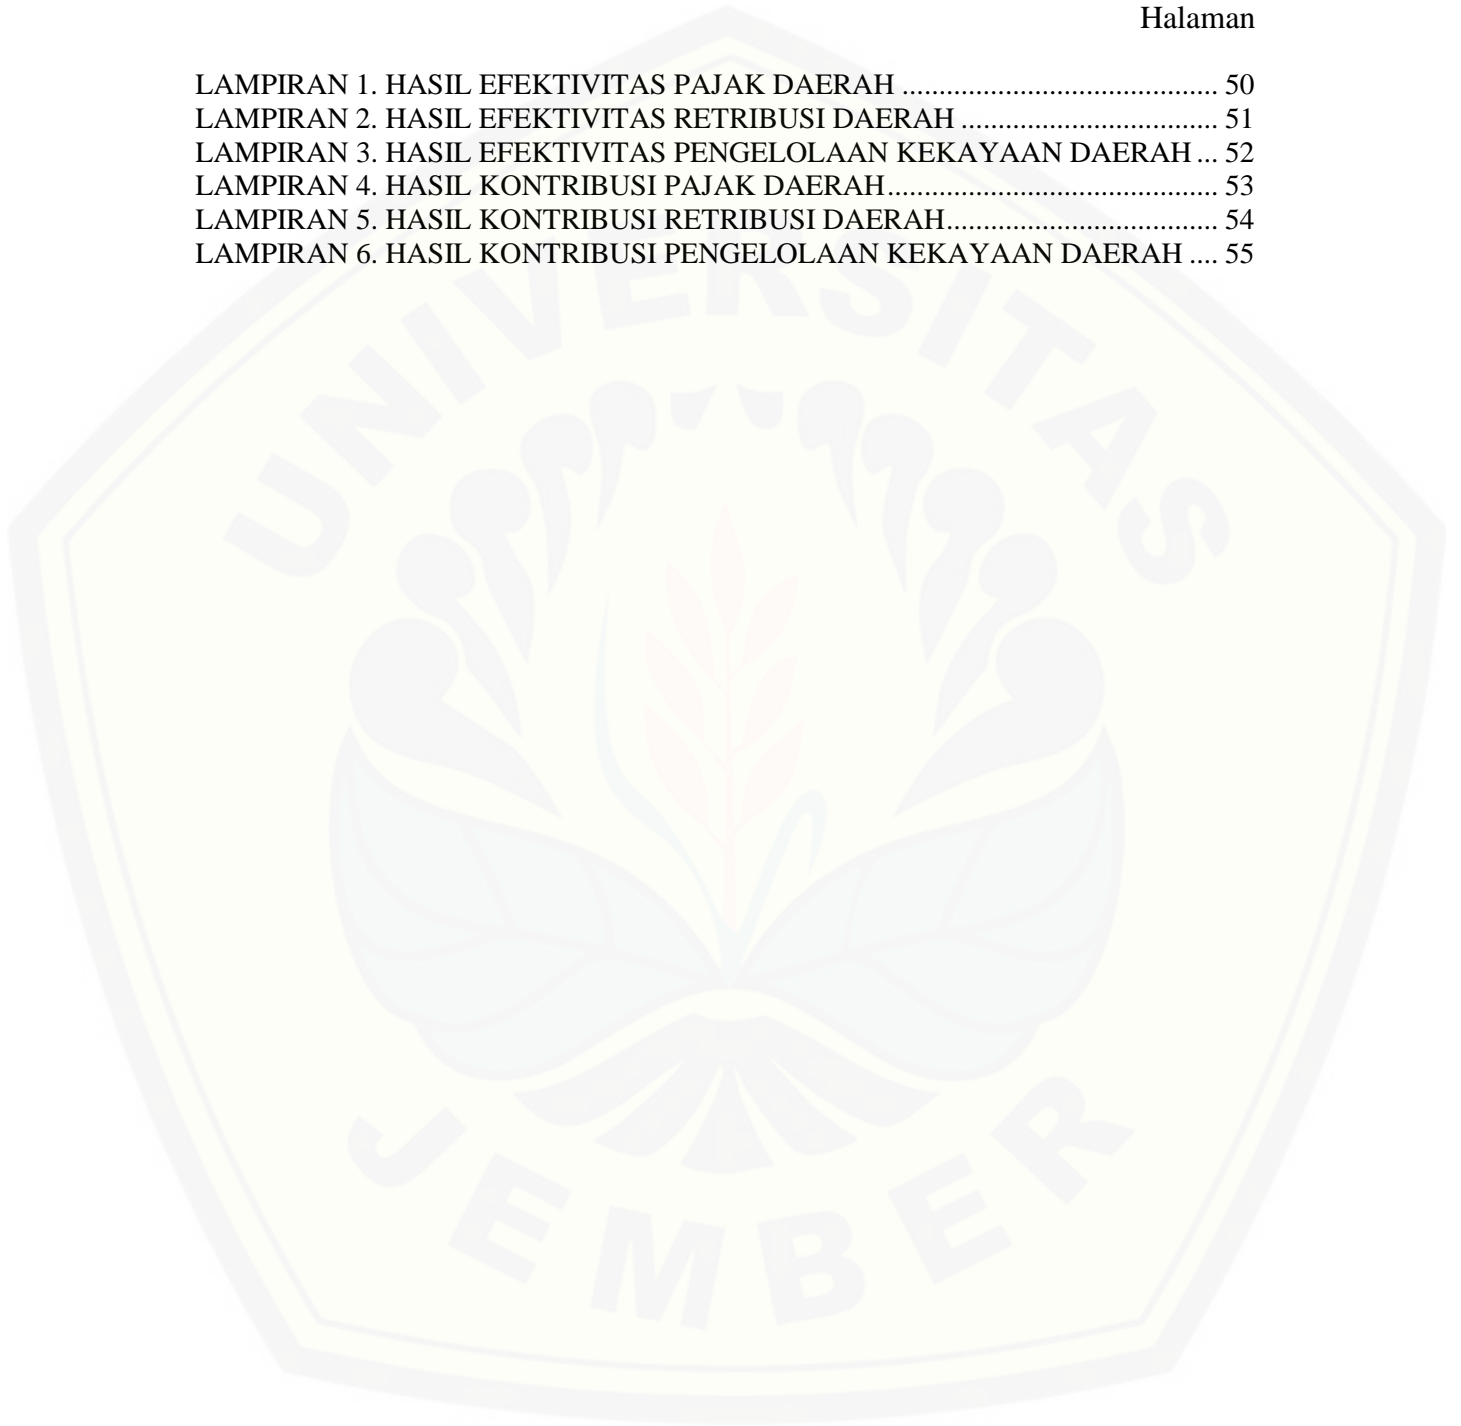 Halaman
LAMPIRAN 1. HASIL EFEKTIVITAS PAJAK DAERAH .......................................... 50
LAMPIRAN 2. HASIL EFEKTIVITAS RETRIBUSI DAERAH .................................. 51
LAMPIRAN 3. HASIL EFEKTIVITAS PENGELOLAAN KEKAYAAN DAERAH ... 52
LAMPIRAN 4. HASIL KONTRIBUSI PAJAK DAERAH............................................ 53
LAMPIRAN 5. HASIL KONTRIBUSI RETRIBUSI DAERAH.................................... 54
LAMPIRAN 6. HASIL KONTRIBUSI PENGELOLAAN KEKAYAAN DAERAH .... 55
UNIVERSITAS
JEMBER